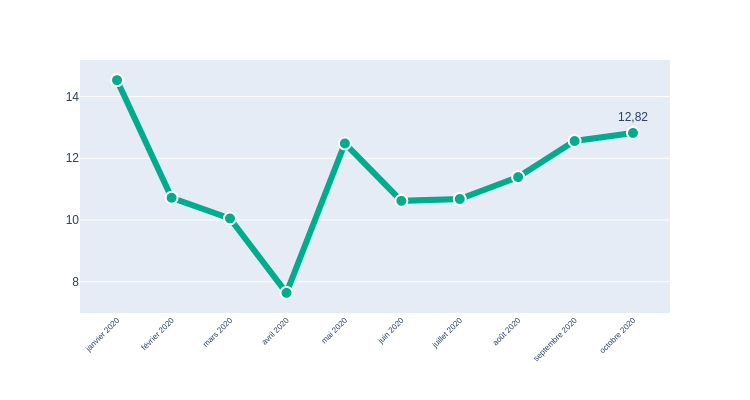 14
12
10
8
12,82
janvier 2020
février 2020
mars 2020
avril 2020
mai 2020
juin 2020
juillet 2020
août 2020
septembre 2020
octobre 2020